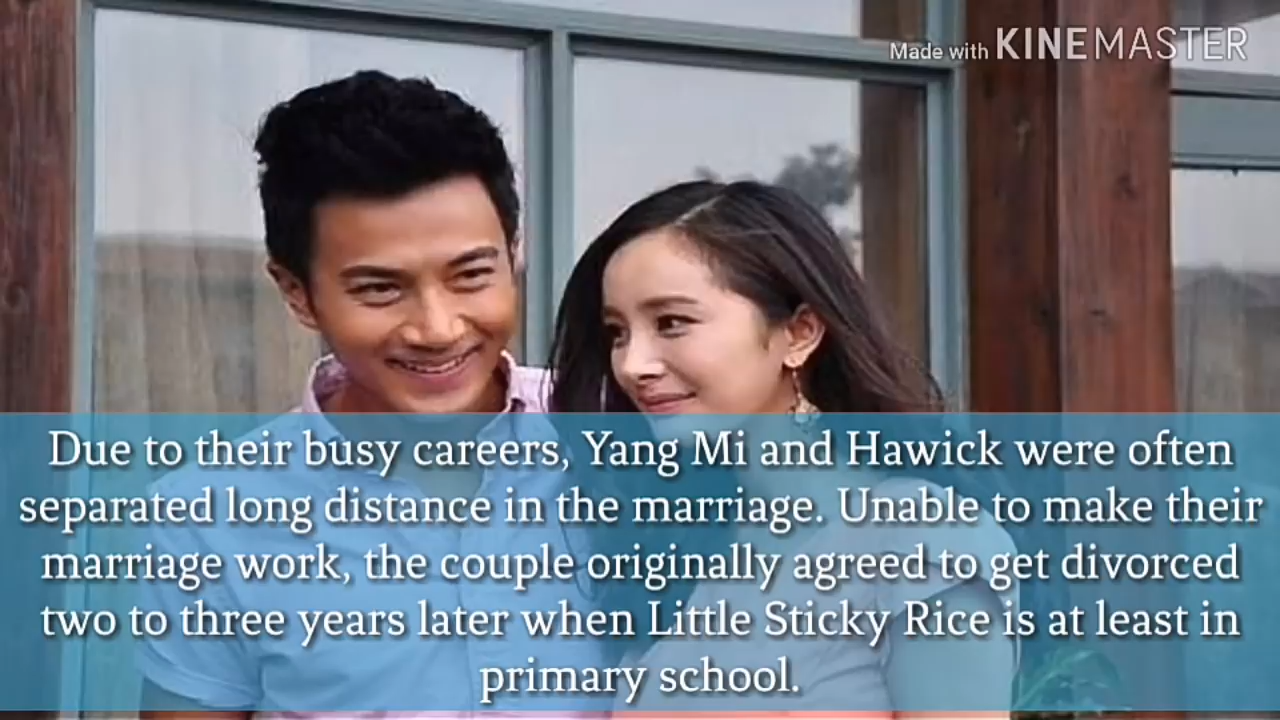 Made with KINEMASTER
Due to their busy careers, Yang Mi and Hawick were often
separated long distance in the marriage. Unable to make their
marriage work, the couple originally agreed to get divorced
two to three years later when Little Sticky Rice is at least in
primary school.